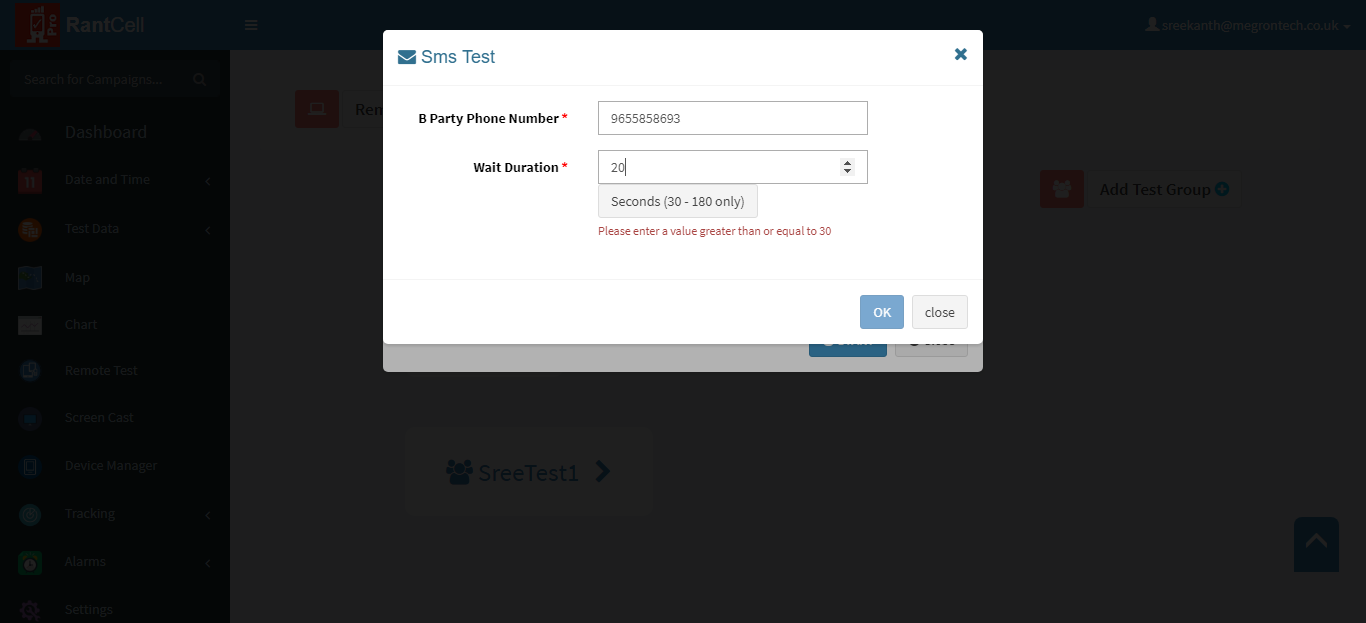 Pro
RantCell
sreekanth@megrontech.co.uk
Search for Campaigns...
Dashboard
11
Date and Time
Test Data
Map
Chart
Remote Test
Screen Cast
Device Manager
Tracking
Alarms
Settings
Add Test Group
Sms Test
B Party Phone Number *
9655858693
Wait Duration *
20
Seconds (30 - 180 only)
Please enter a value greater than or equal to 30
OK
close
SreeTest1